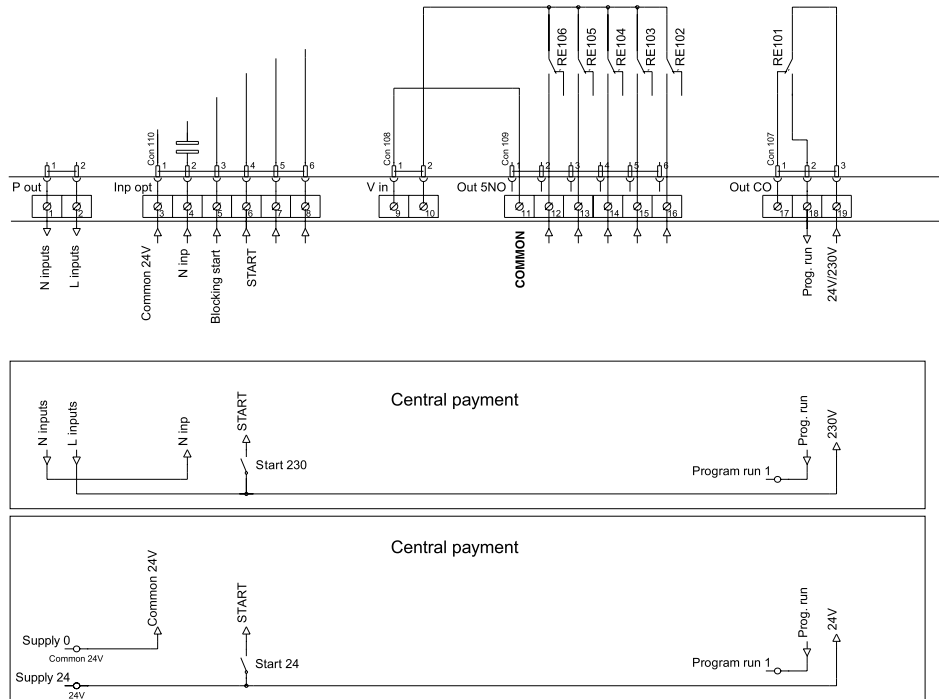 RE106
RE105
RE104
RE103
RE102
RE101
Con 110
Con 108
Con 109
Con 107
1 2
1 2 3 4 5 6
1 2
1 2 3 4 5 6
1 2 3
P out
Inp opt
V in
Out 5NO
Out CO
1 2 3 4 5 6 7 8 9 10 11 12 13 14 15 16 17 18 19
N inputs
L inputs
Common 24V
N inp
Blocking start
START
COMMON
Prog. run
24V/230V
Central payment
N inputs
L inputs
N inp
START
Start 230
Program run 1
Prog. run
230V
Central payment
Common 24V
START
Supply 0
Common 24V
Supply 24
24V
Start 24
Program run 1
Prog. run
24V